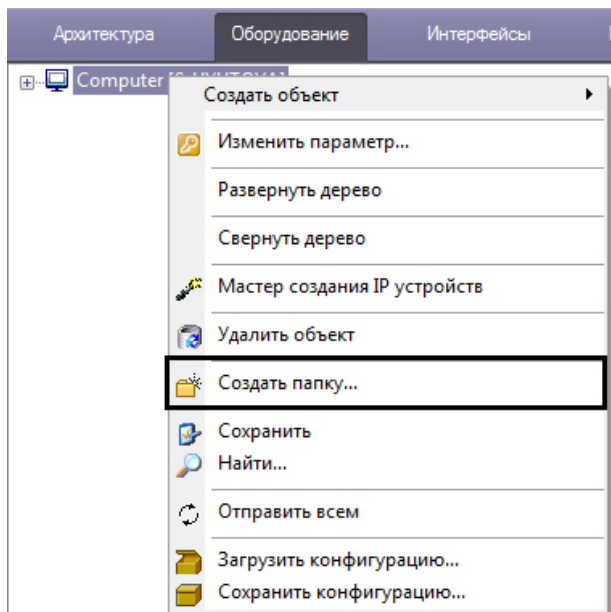 Архитектура Оборудование Интерфейсы
Computer
Создать объект
Изменить параметр...
Развернуть дерево
Свернуть дерево
Мастер создания IP устройств
Удалить объект
Создать папку...
Сохранить
Найти...
Отправить всем
Загрузить конфигурацию...
Сохранить конфигурацию...